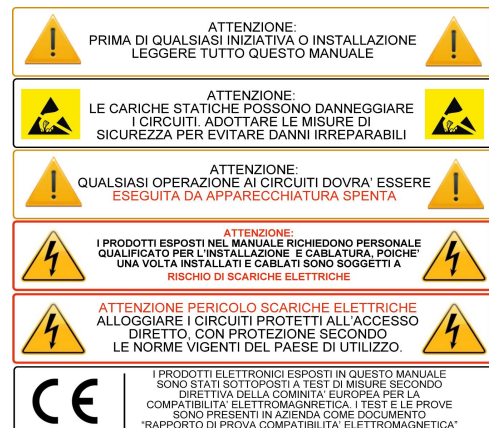 ATTENZIONE:
PRIMA DI QUALSIASI INIZIATIVA O INSTALLAZIONE
LEGGERE TUTTO QUESTO MANUALE
ATTENZIONE:
LE CARICHE STATICHE POSSONO DANNEGGIARE
I CIRCUITI. ADOTTARE LE MISURE DI
SICUREZZA PER EVITARE DANNI IRREPARABILI
ATTENZIONE:
QUALSIASI OPERAZIONE AI CIRCUITI DOVRA' ESSERE
ESEGUITA DA APPARECCHIATURA SPENTA
ATTENZIONE:
I PRODOTTI ESPOSTI NEL MANUALE RICHIEDONO PERSONALE
QUALIFICATO PER L'INSTALLAZIONE E CABLATURA, POICHE'
UNA VOLTA INSTALLATI E CABLATI SONO SOGGETTI A
RISCHIO DI SCARICHE ELETTRICHE
ATTENZIONE PERICOLO SCARICHE ELETTRICHE
ALLOGGIARE I CIRCUITI PROTETTI ALL'ACCESSO
DIRETTO, CON PROTEZIONE SECONDO
LE NORME VIGENTI DEL PAESE DI UTILIZZO.
CE
I PRODOTTI ELETTRONICI ESPOSTI IN QUESTO MANUALE
SONO STATI SOTTOPOSTI A TEST DI MISURE SECONDO
DIRETTIVA DELLA COMINITA' EUROPEA PER LA
COMPATIBILITA' ELETTROMAGNRETICA. I TEST E LE PROVE
SONO PRESENTI IN AZIENDA COME DOCUMENTO
"RAPPORTO DI PROVA COMPATIBILITA' ELETTROMAGNETICA"